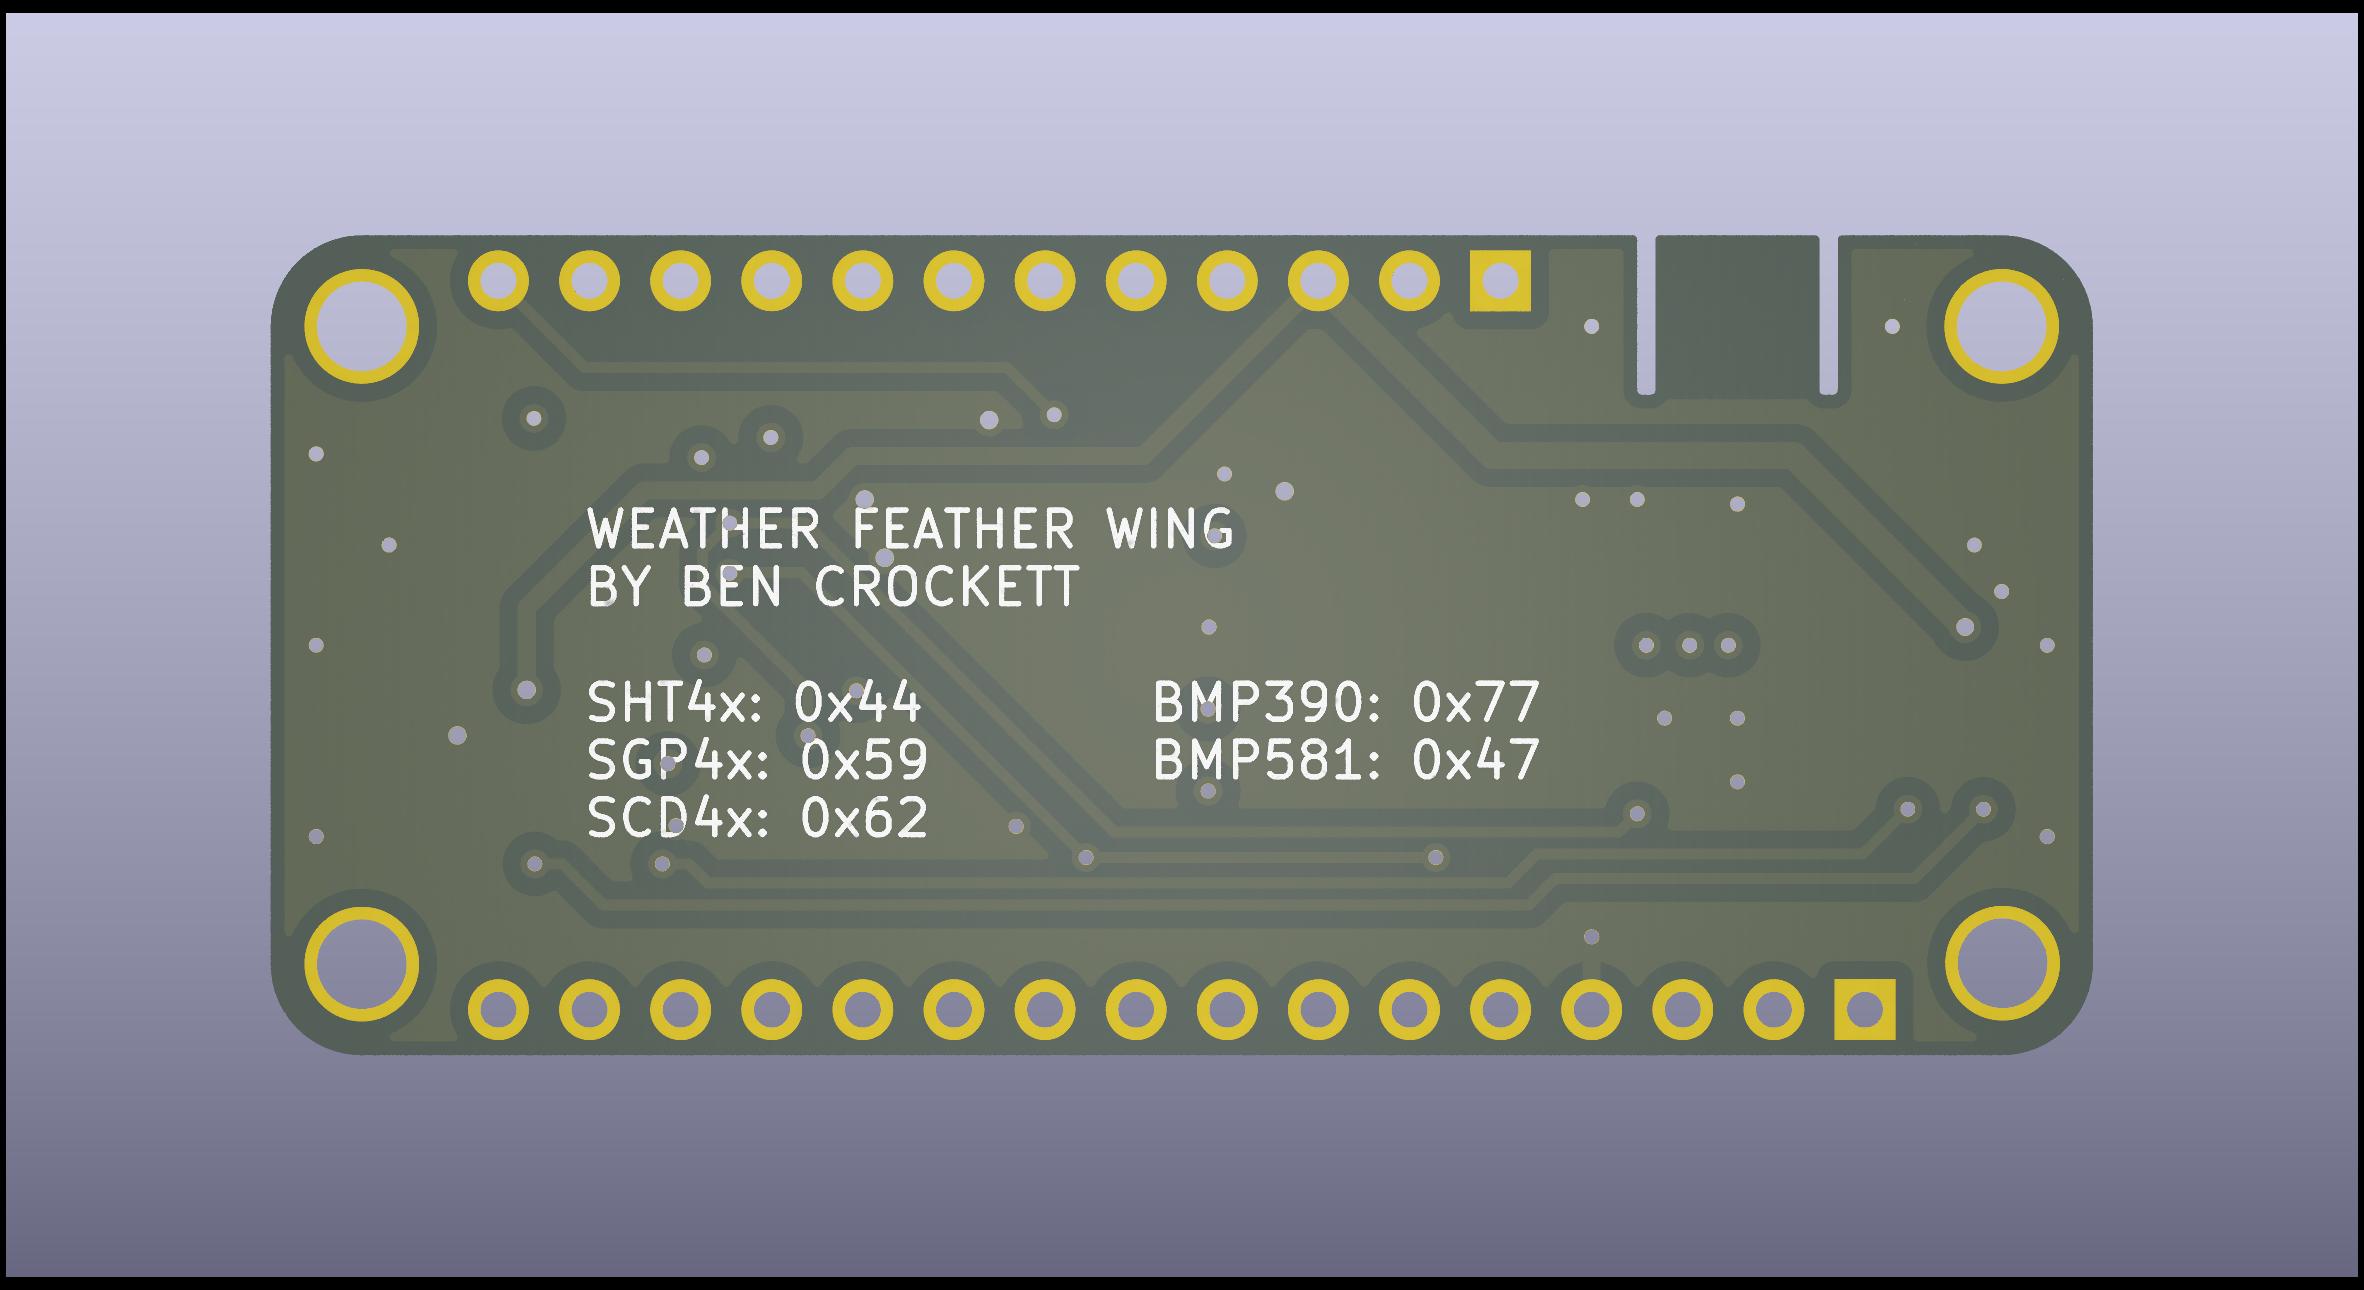 WEATHER FEATHER WING
BY BEN CROCKETT
SHT4x: 0x44
SGP4x: 0x59
SCD4x: 0x62
BMP390: 0x77
BMP581: 0x47